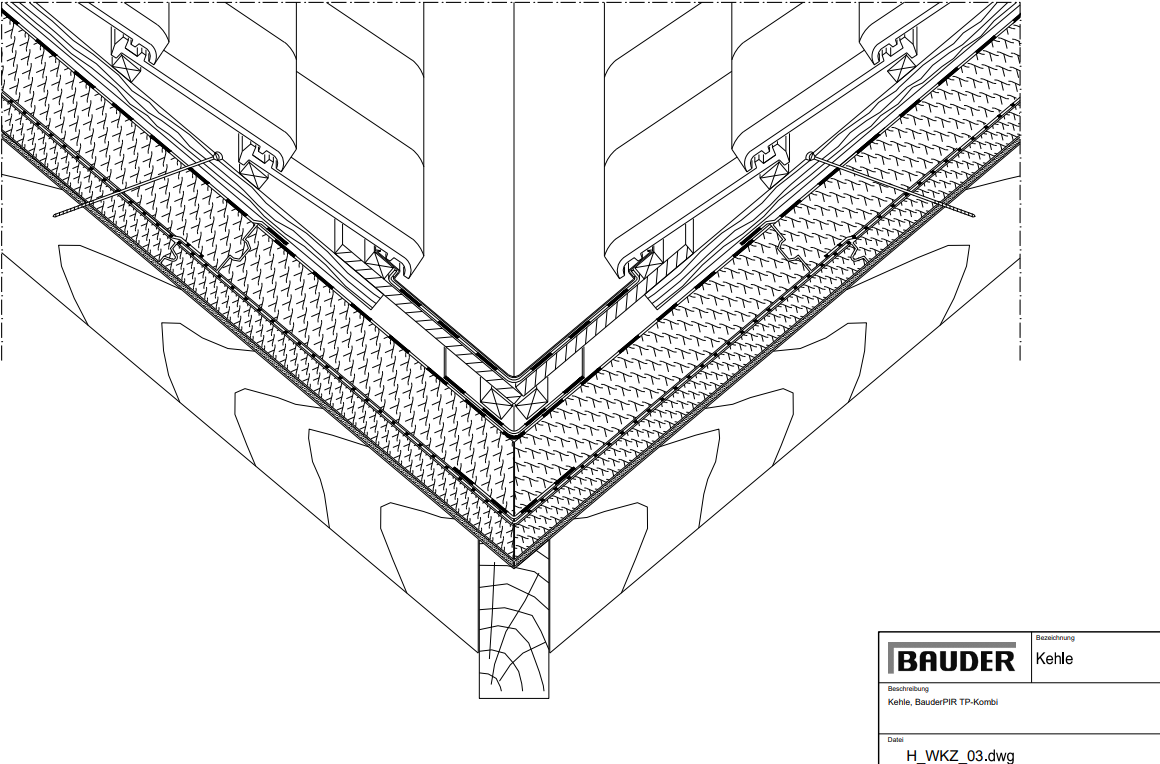 BAUDER
Bezeichnung
Kehle
Beschreibung
Kehle, BauderPIR TP-Kombi
Datei
H_WKZ_03.dwg